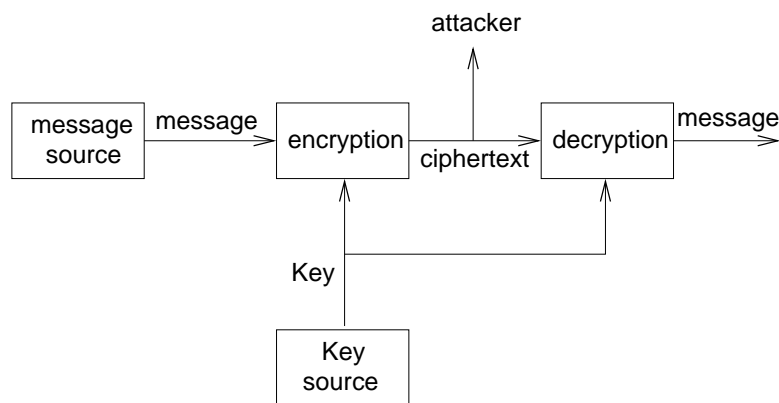 attacker
message
source
message
encryption
ciphertext
decryption
message
Key
Key
source